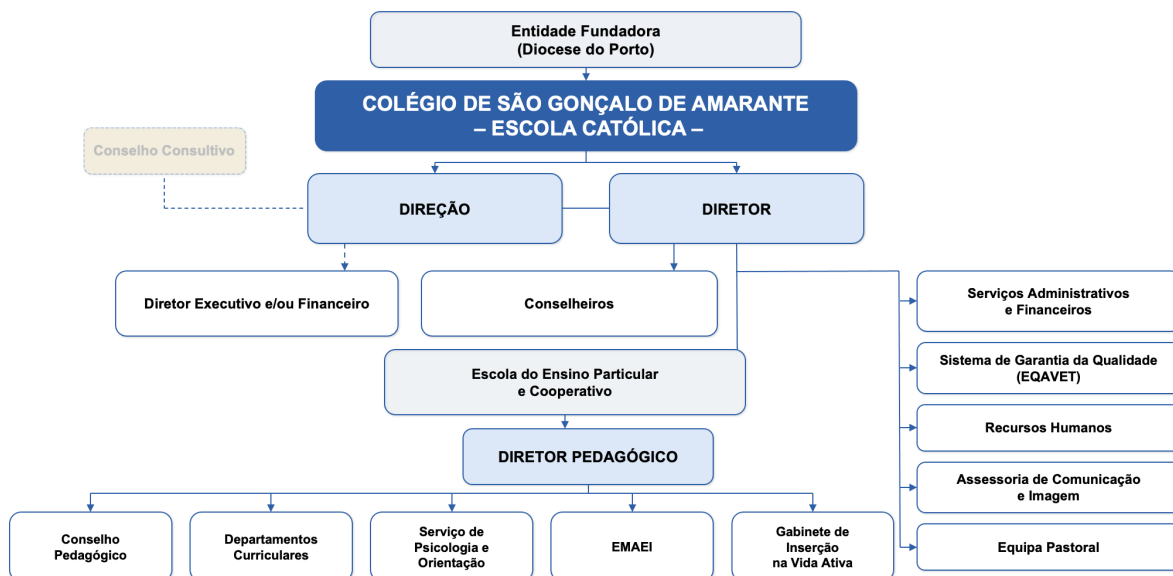 Entidade Fundadora
(Diocese do Porto)
COLÉGIO DE SÃO GONÇALO DE AMARANTE
– ESCOLA CATÓLICA –
Conselho Consultivo
DIREÇÃO
DIRETOR
Diretor Executivo e/ou Financeiro
Conselheiros
Serviços Administrativos
e Financeiros
Sistema de Garantia da Qualidade
(EQAVET)
Escola do Ensino Particular
e Cooperativo
Recursos Humanos
DIRETOR PEDAGÓGICO
Assessoria de Comunicação
e Imagem
Conselho
Pedagógico
Departamentos
Curriculares
Serviço de
Psicologia e
Orientação
EMAEI
Gabinete de
Inserção
na Vida Ativa
Equipa Pastoral